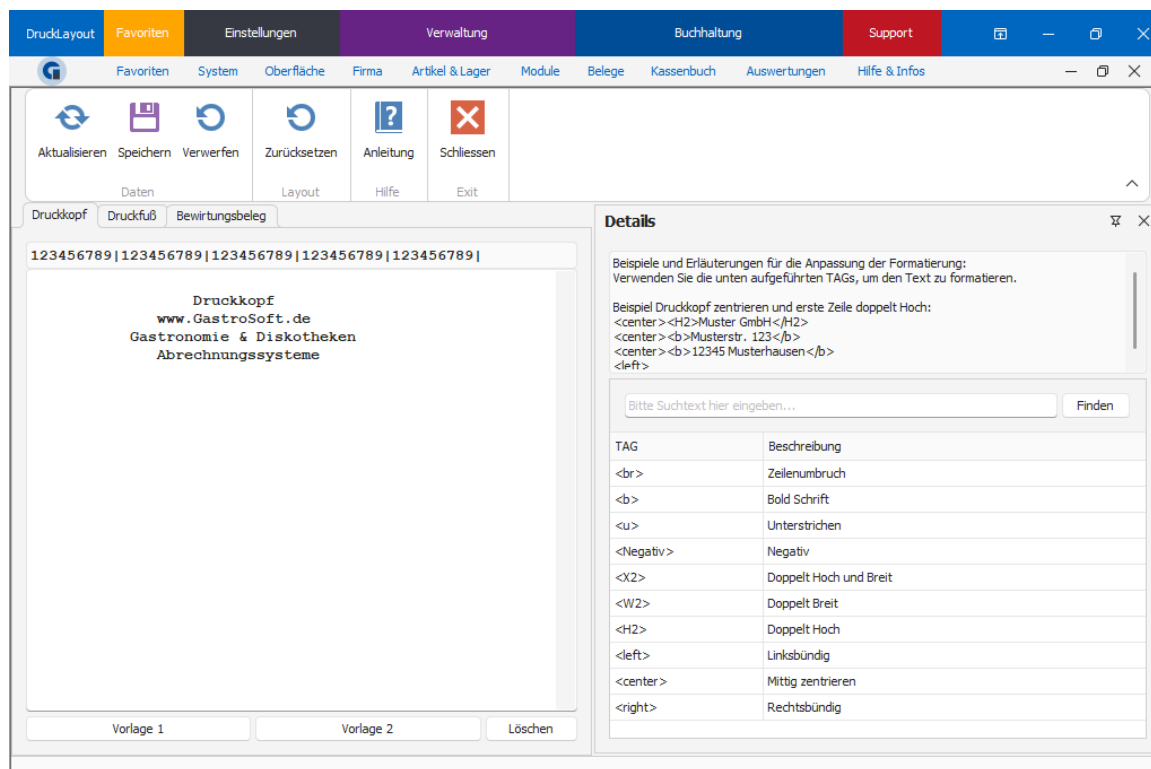 DruckLayout Favoriten Einstellungen Verwaltung Buchhaltung Support
Favoriten System Oberfläche Firma Artikel & Lager Module Belege Kassenbuch Auswertungen Hilfe & Infos
Aktualisieren Speichern Verwerfen Zurücksetzen Anleitung Schliessen
Daten Layout Hilfe Exit
Druckkopf Druckfuß Bewirtungsbeleg
123456789|123456789|123456789|123456789|123456789|
Druckkopf
www.GastroSoft.de
Gastronomie & Diskotheken
Abrechnungssysteme
Vorlage 1 Vorlage 2 Löschen
Details
Beispiele und Erläuterungen für die Anpassung der Formatierung:
Verwenden Sie die unten aufgeführten TAGs, um den Text zu formatieren.
Beispiel Druckkopf zentrieren und erste Zeile doppelt Hoch:
<center><H2>Muster GmbH</H2>
<center><b>Musterstr. 123</b>
<center><b>12345 Musterhausen</b>
<left>
Bitte Suchtext hier eingeben... Finden
TAG Beschreibung
<br> Zeilenumbruch
<b> Bold Schrift
<u> Unterstrichen
<Negativ> Negativ
<X2> Doppelt Hoch und Breit
<W2> Doppelt Breit
<H2> Doppelt Hoch
<left> Linksbündig
<center> Mittig zentrieren
<right> Rechtsbündig